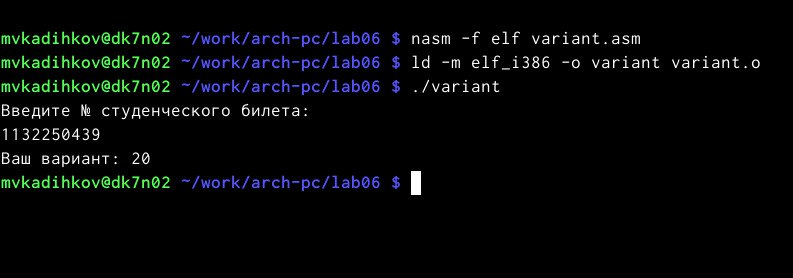 mvkadihkov@dk7n02 ~/work/arch-pc/lab06 $ nasm -f elf variant.asm
mvkadihkov@dk7n02 ~/work/arch-pc/lab06 $ ld -m elf_i386 -o variant variant.o
mvkadihkov@dk7n02 ~/work/arch-pc/lab06 $ ./variant
Введите № студенческого билета:
1132250439
Ваш вариант: 20
mvkadihkov@dk7n02 ~/work/arch-pc/lab06 $